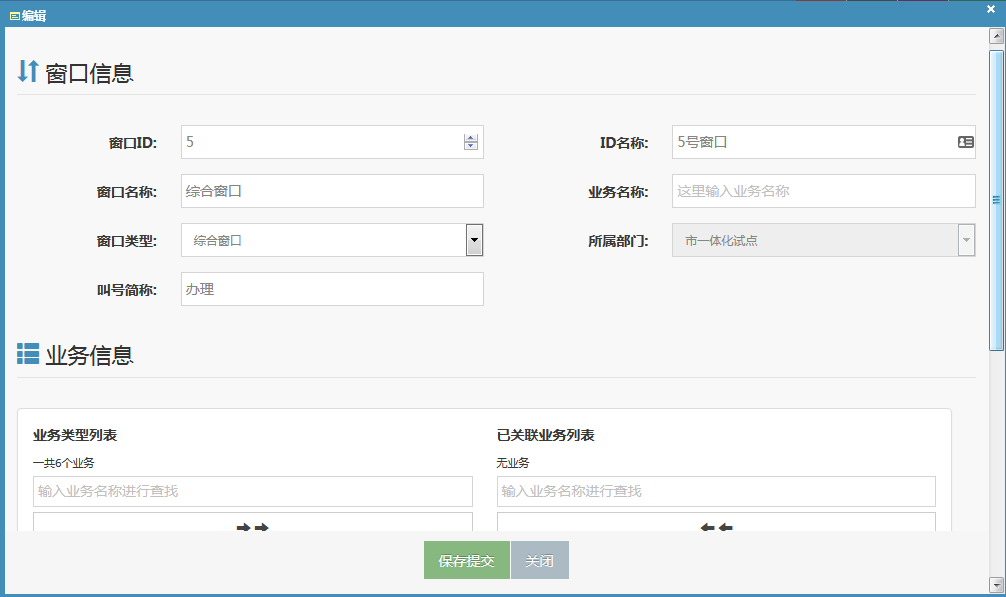 编辑
窗口信息
窗口ID: 5 ID名称: 5号窗口
窗口名称: 综合窗口 业务名称: 这里输入业务名称
窗口类型: 综合窗口 所属部门: 市一体化试点
叫号简称: 办理
业务信息
业务类型列表 已关联业务列表
一共6个业务 无业务
输入业务名称进行查找 输入业务名称进行查找
保存提交 关闭